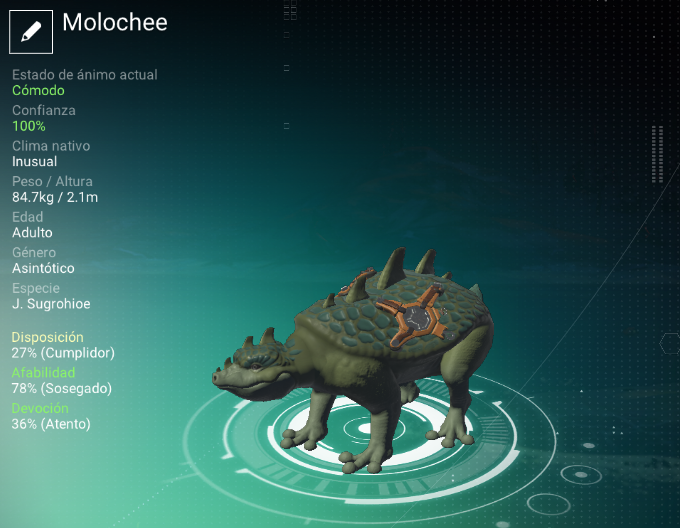 Molochee
Estado de ánimo actual
Cómodo
Confianza
100%
Clima nativo
Inusual
Peso / Altura
84.7kg / 2.1m
Edad
Adulto
Género
Asintótico
Especie
J. Sugrohioe
Disposición
27% (Cumplidor)
Afabilidad
78% (Sosegado)
Devoción
36% (Atento)